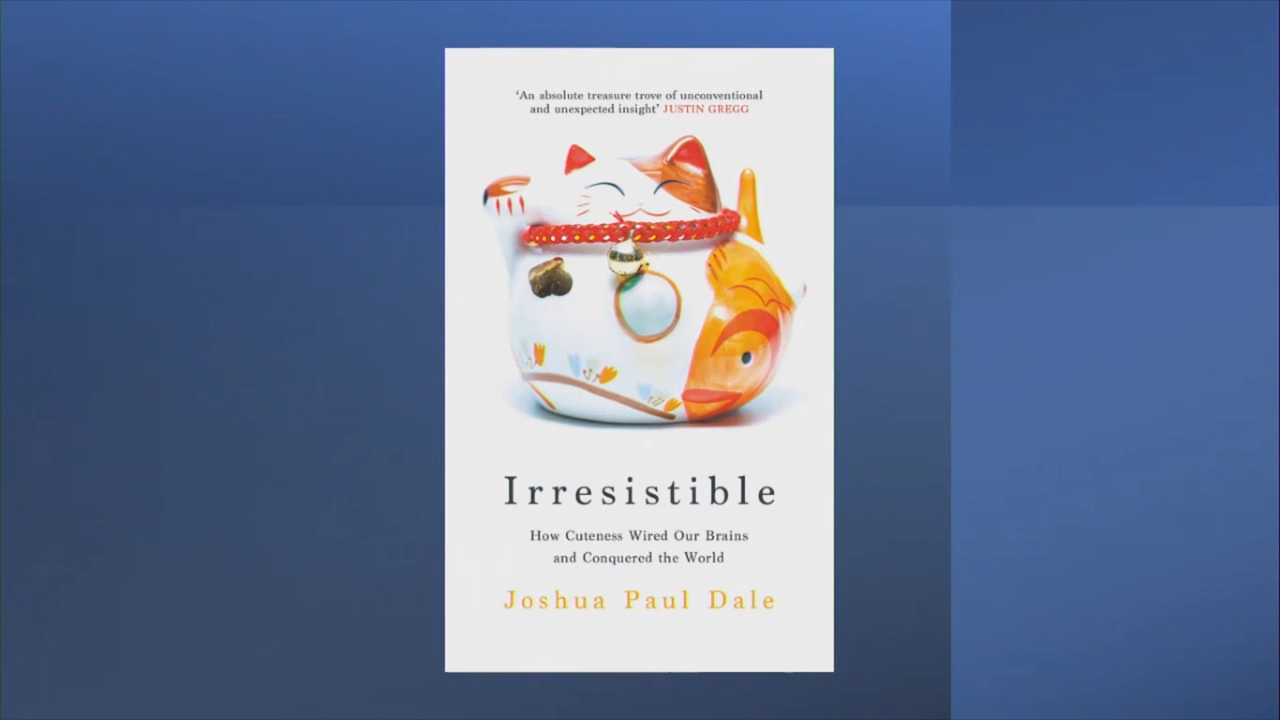 ‘An absolute treasure trove of unconventional
and unexpected insight’ JUSTIN GREGG
Irresistible
How Cuteness Wired Our Brains
and Conquered the World
Joshua Paul Dale